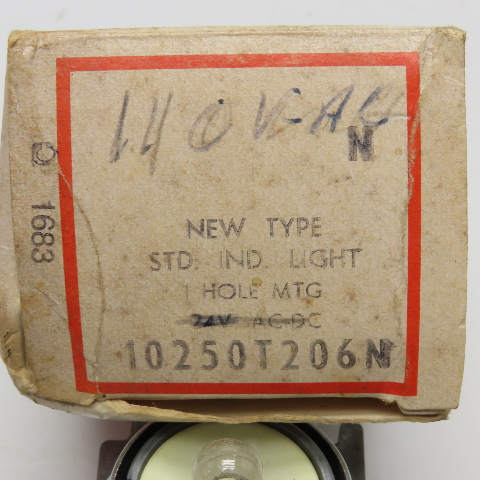 140V-AC
N
NEW TYPE
STD. IND. LIGHT
1 HOLE MTG
24V AC-DC
10250T206N
D 1683